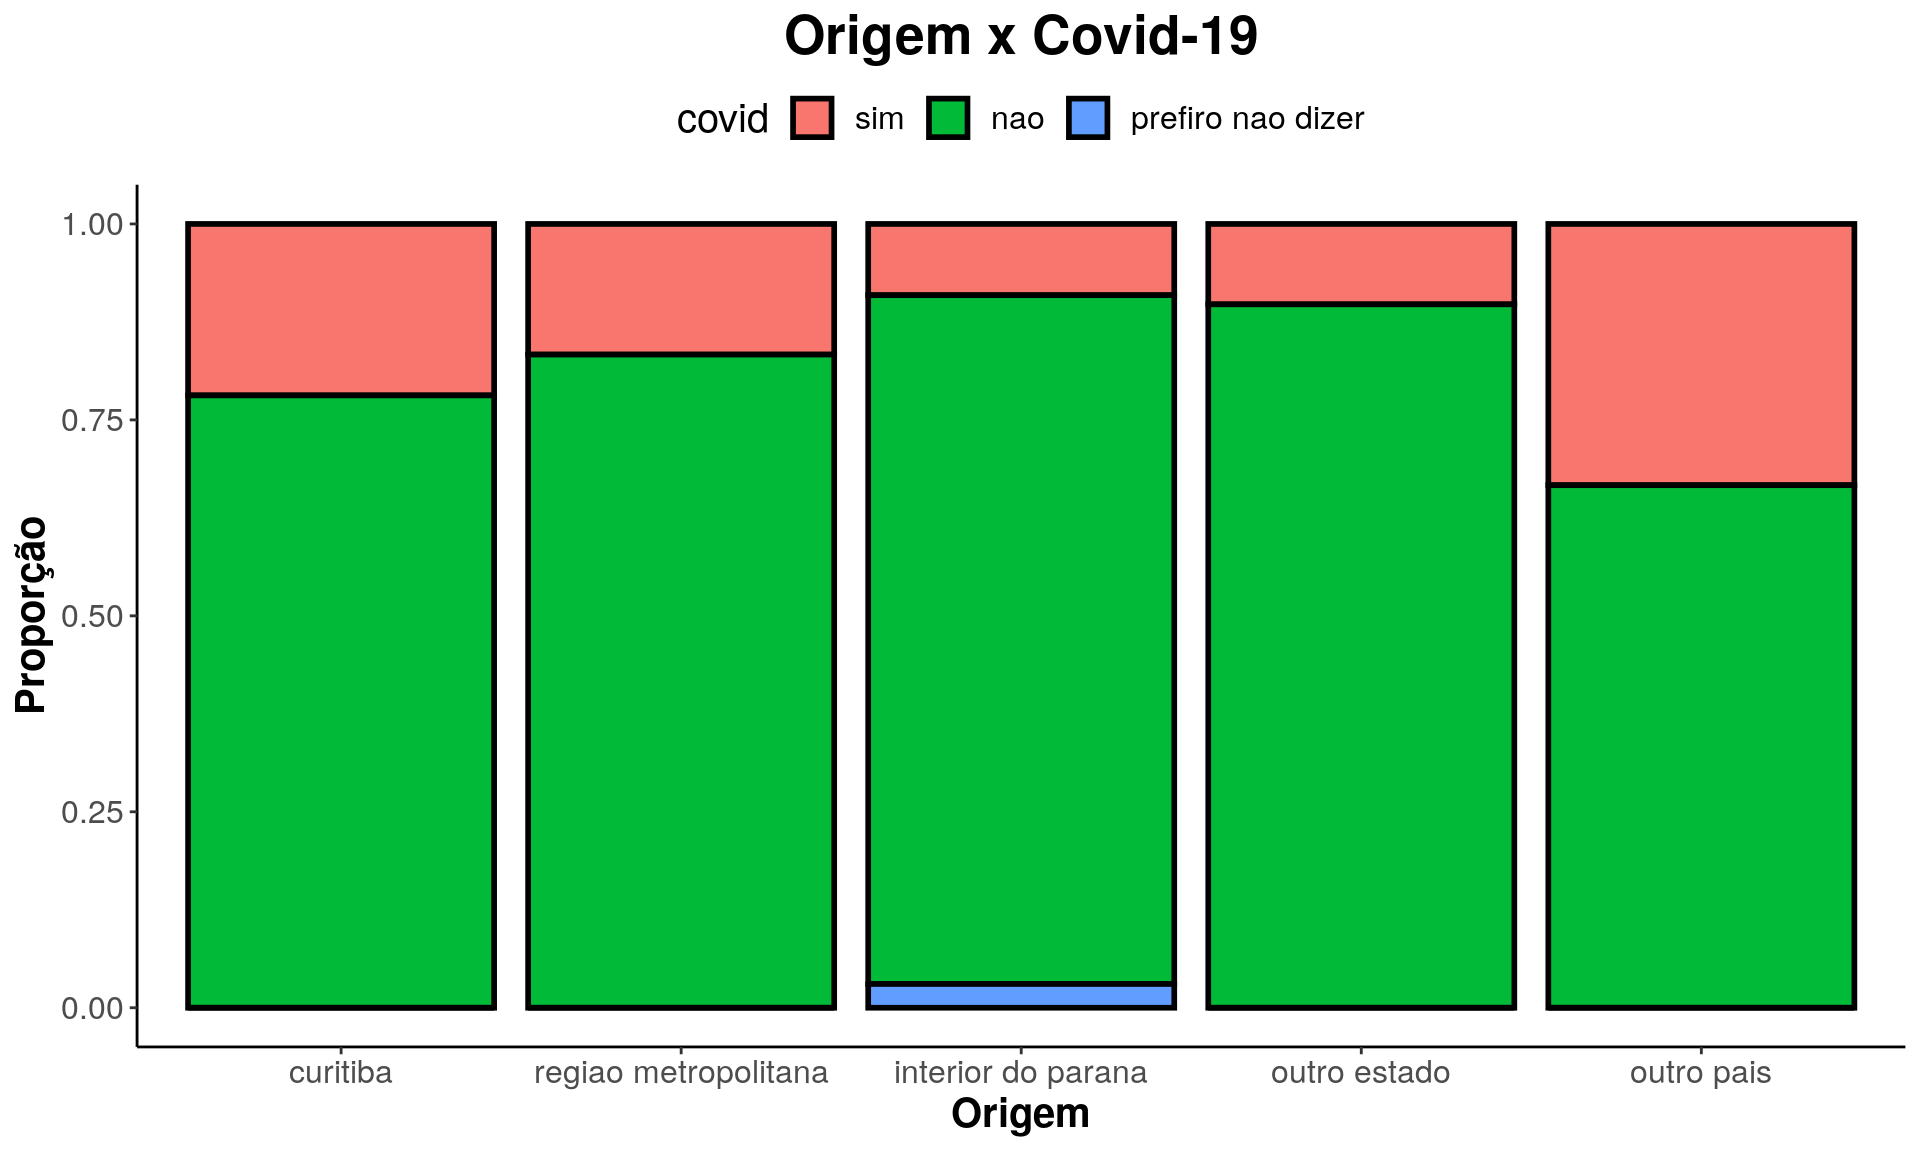 Origem x Covid-19
covid sim nao prefiro nao dizer
Proporção
1.00
0.75
0.50
0.25
0.00
curitiba regiao metropolitana interior do parana outro estado outro pais
Origem